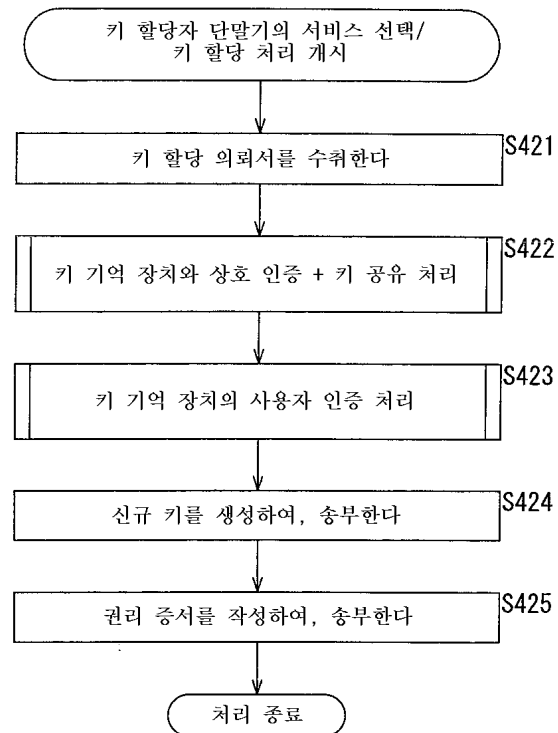 키 할당자 단말기의 서비스 선택/
키 할당 처리 개시
키 할당 의뢰서를 수취한다
S421
키 기억 장치와 상호 인증 + 키 공유 처리
S422
키 기억 장치의 사용자 인증 처리
S423
신규 키를 생성하여, 송부한다
S424
권리 증서를 작성하여, 송부한다
S425
처리 종료